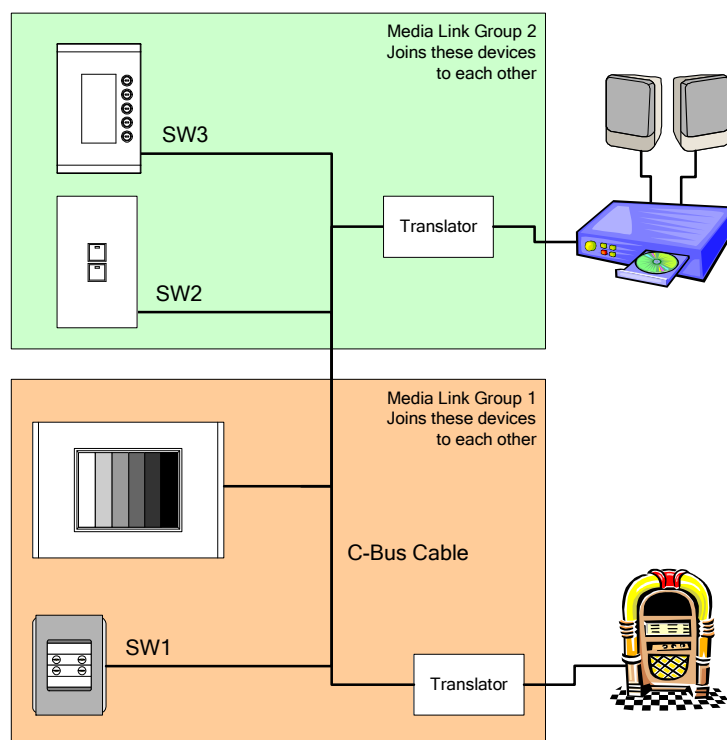 Media Link Group 2
Joins these devices
to each other
SW3
Translator
SW2
Media Link Group 1
Joins these devices
to each other
C-Bus Cable
SW1
Translator